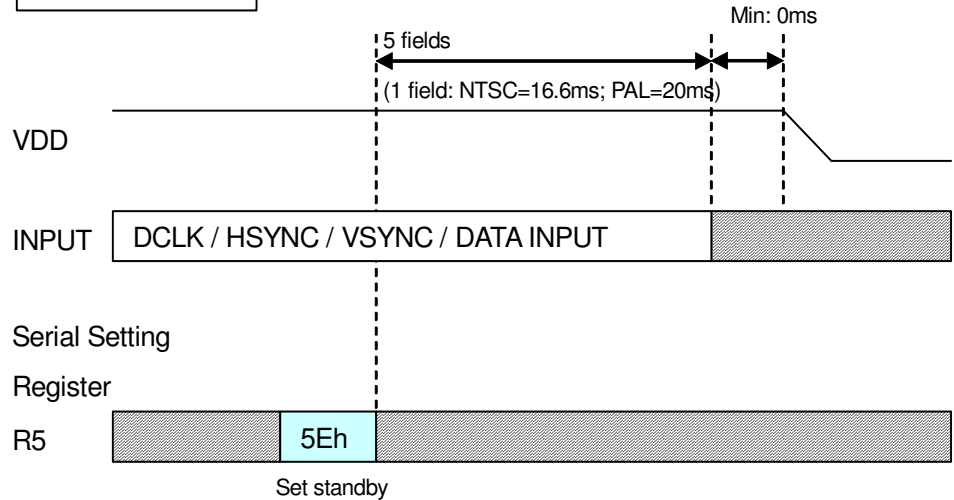 Min: 0ms
5 fields
(1 field: NTSC=16.6ms; PAL=20ms)
VDD
INPUT DCLK / HSYNC / VSYNC / DATA INPUT
Serial Setting
Register
R5 5Eh
Set standby